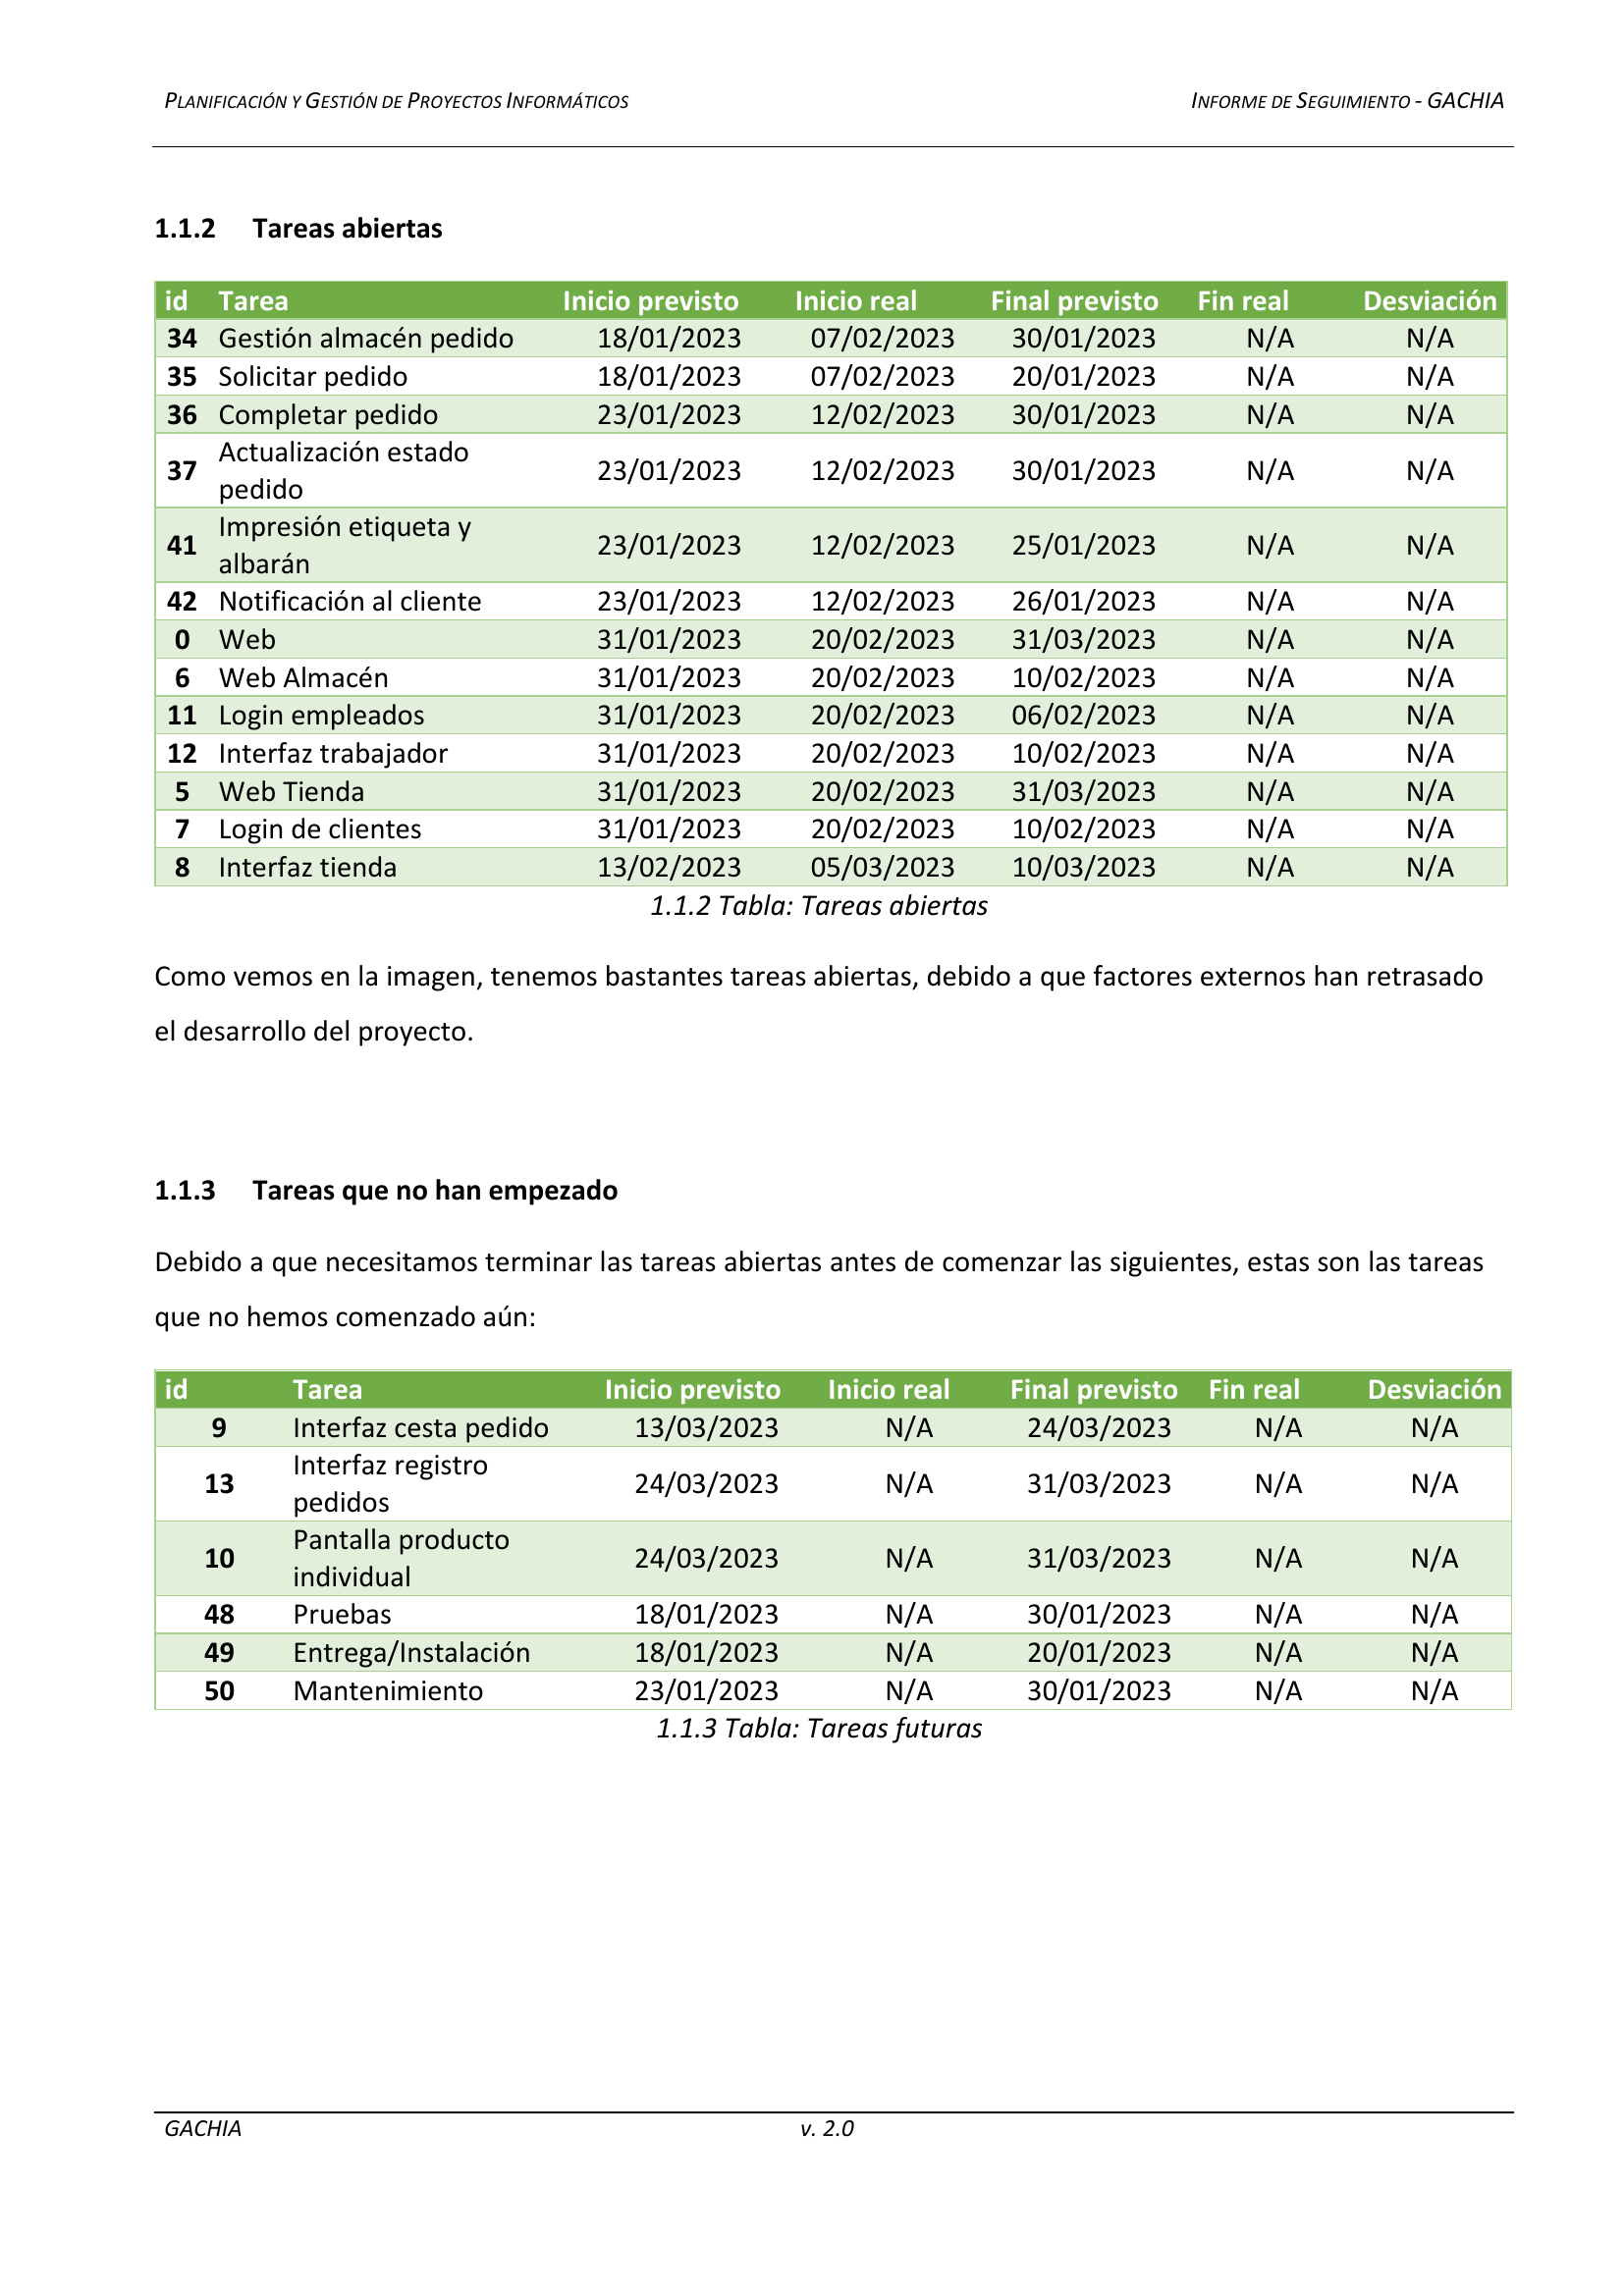 PLANIFICACIÓN Y GESTIÓN DE PROYECTOS INFORMÁTICOS INFORME DE SEGUIMIENTO - GACHIA
1.1.2 Tareas abiertas
id Tarea Inicio previsto Inicio real Final previsto Fin real Desviación
34 Gestión almacén pedido 18/01/2023 07/02/2023 30/01/2023 N/A N/A
35 Solicitar pedido 18/01/2023 07/02/2023 20/01/2023 N/A N/A
36 Completar pedido 23/01/2023 12/02/2023 30/01/2023 N/A N/A
37 Actualización estado
pedido 23/01/2023 12/02/2023 30/01/2023 N/A N/A
41 Impresión etiqueta y
albarán 23/01/2023 12/02/2023 25/01/2023 N/A N/A
42 Notificación al cliente 23/01/2023 12/02/2023 26/01/2023 N/A N/A
0 Web 31/01/2023 20/02/2023 31/03/2023 N/A N/A
6 Web Almacén 31/01/2023 20/02/2023 10/02/2023 N/A N/A
11 Login empleados 31/01/2023 20/02/2023 06/02/2023 N/A N/A
12 Interfaz trabajador 31/01/2023 20/02/2023 10/02/2023 N/A N/A
5 Web Tienda 31/01/2023 20/02/2023 31/03/2023 N/A N/A
7 Login de clientes 31/01/2023 20/02/2023 10/02/2023 N/A N/A
8 Interfaz tienda 13/02/2023 05/03/2023 10/03/2023 N/A N/A
1.1.2 Tabla: Tareas abiertas
Como vemos en la imagen, tenemos bastantes tareas abiertas, debido a que factores externos han retrasado
el desarrollo del proyecto.
1.1.3 Tareas que no han empezado
Debido a que necesitamos terminar las tareas abiertas antes de comenzar las siguientes, estas son las tareas
que no hemos comenzado aún:
id Tarea Inicio previsto Inicio real Final previsto Fin real Desviación
9 Interfaz cesta pedido 13/03/2023 N/A 24/03/2023 N/A N/A
13 Interfaz registro
pedidos 24/03/2023 N/A 31/03/2023 N/A N/A
10 Pantalla producto
individual 24/03/2023 N/A 31/03/2023 N/A N/A
48 Pruebas 18/01/2023 N/A 30/01/2023 N/A N/A
49 Entrega/Instalación 18/01/2023 N/A 20/01/2023 N/A N/A
50 Mantenimiento 23/01/2023 N/A 30/01/2023 N/A N/A
1.1.3 Tabla: Tareas futuras
GACHIA v. 2.0